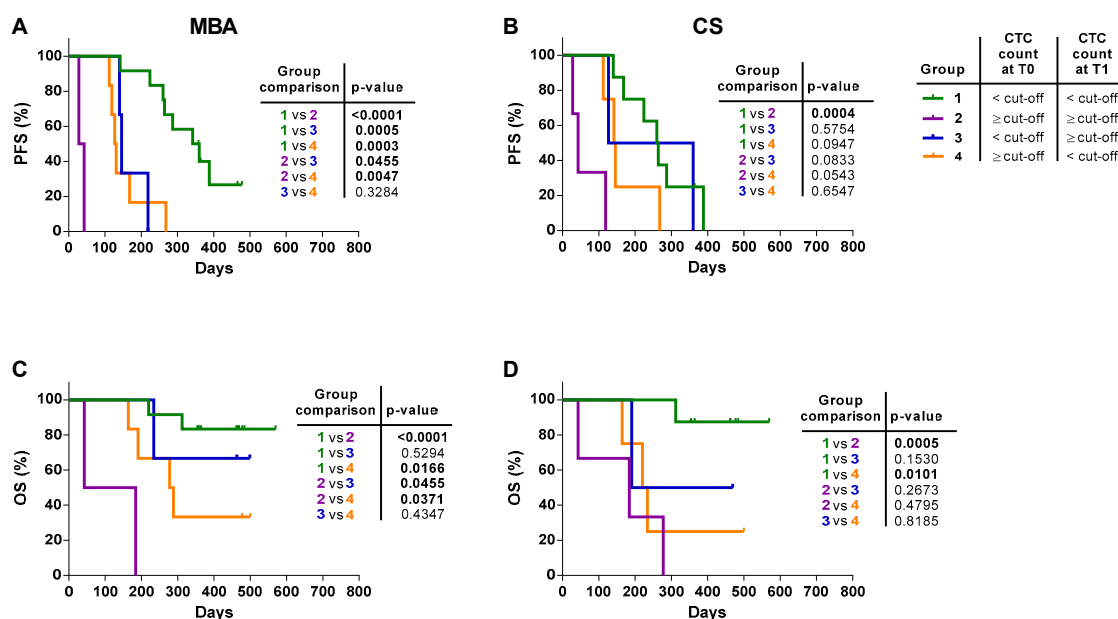 A
MBA
PFS (%)
100
80
60
40
20
0
0 100 200 300 400 500 600 700 800
Days
Group comparison p-value
1 vs 2 <0.0001
1 vs 3 0.0005
1 vs 4 0.0003
2 vs 3 0.0455
2 vs 4 0.0047
3 vs 4 0.3284
B
CS
PFS (%)
100
80
60
40
20
0
0 100 200 300 400 500 600 700 800
Days
Group comparison p-value
1 vs 2 0.0004
1 vs 3 0.5754
1 vs 4 0.0947
2 vs 3 0.0833
2 vs 4 0.0543
3 vs 4 0.6547
Group CTC count at T0 CTC count at T1
1 < cut-off < cut-off
2 ≥ cut-off ≥ cut-off
3 < cut-off ≥ cut-off
4 ≥ cut-off < cut-off
C
OS (%)
100
80
60
40
20
0
0 100 200 300 400 500 600 700 800
Days
Group comparison p-value
1 vs 2 <0.0001
1 vs 3 0.5294
1 vs 4 0.0166
2 vs 3 0.0455
2 vs 4 0.0371
3 vs 4 0.4347
D
OS (%)
100
80
60
40
20
0
0 100 200 300 400 500 600 700 800
Days
Group comparison p-value
1 vs 2 0.0005
1 vs 3 0.1530
1 vs 4 0.0101
2 vs 3 0.2673
2 vs 4 0.4795
3 vs 4 0.8185